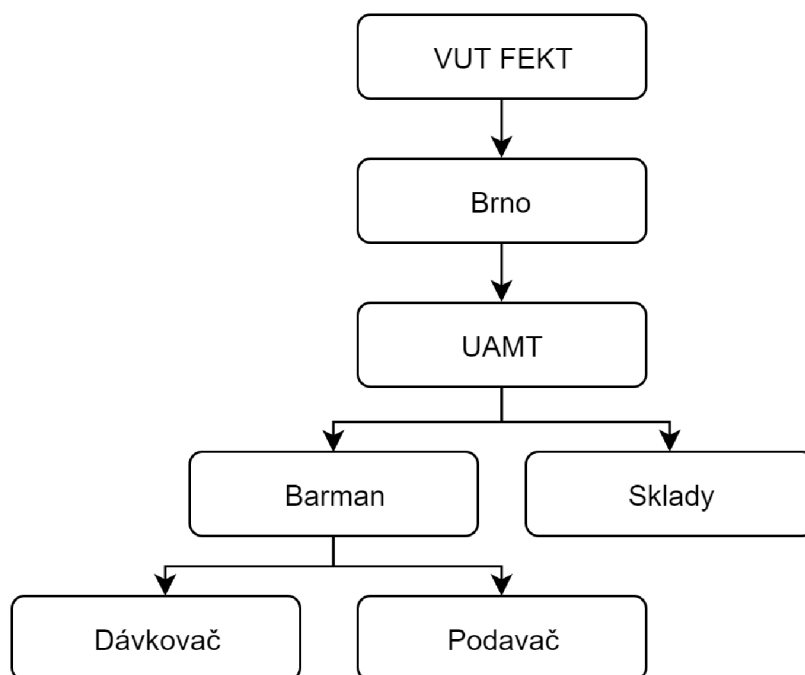 VUT FEKT
Brno
UAMT
Barman
Sklady
Dávkovač
Podavač